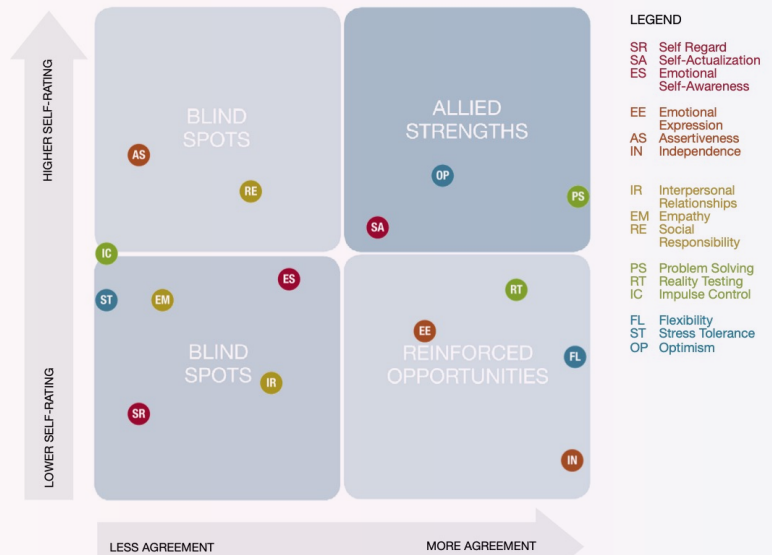 HIGHER SELF-RATING
LOWER SELF-RATING
BLIND
SPOTS
AS
RE
IC
ALLIED
STRENGTHS
OP
PS
SA
ES
ST
EM
BLIND
SPOTS
IR
SR
RT
EE
REINFORCED
OPPORTUNITIES
FL
IN
LESS AGREEMENT
MORE AGREEMENT
LEGEND
SR Self Regard
SA Self-Actualization
ES Emotional
Self-Awareness
EE Emotional
Expression
AS Assertiveness
IN Independence
IR Interpersonal
Relationships
EM Empathy
RE Social
Responsibility
PS Problem Solving
RT Reality Testing
IC Impulse Control
FL Flexibility
ST Stress Tolerance
OP Optimism